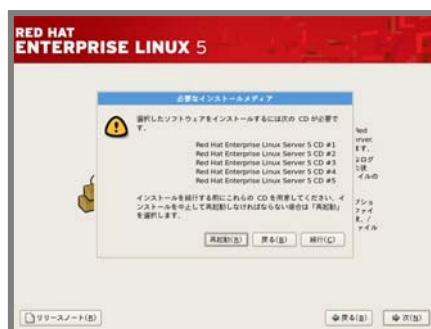 RED HAT
ENTERPRISE LINUX 5
必要なインストールメディア
選択したソフトウェアをインストールするには次の CD が必要で
す。
Red Hat Enterprise Linux Server 5 CD #1
Red Hat Enterprise Linux Server 5 CD #2
Red Hat Enterprise Linux Server 5 CD #3
Red Hat Enterprise Linux Server 5 CD #4
Red Hat Enterprise Linux Server 5 CD #5
インストールを続行する前にこれらの CD を用意してください。イ
ンストールを中止して再起動しなければならない場合は「再起動」
を選択します。
再起動(R)
戻る(B)
続行(C)
リリースノート(R)
戻る(B)
次(N)